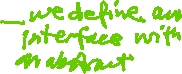 _ we define an
interface with
an abstract